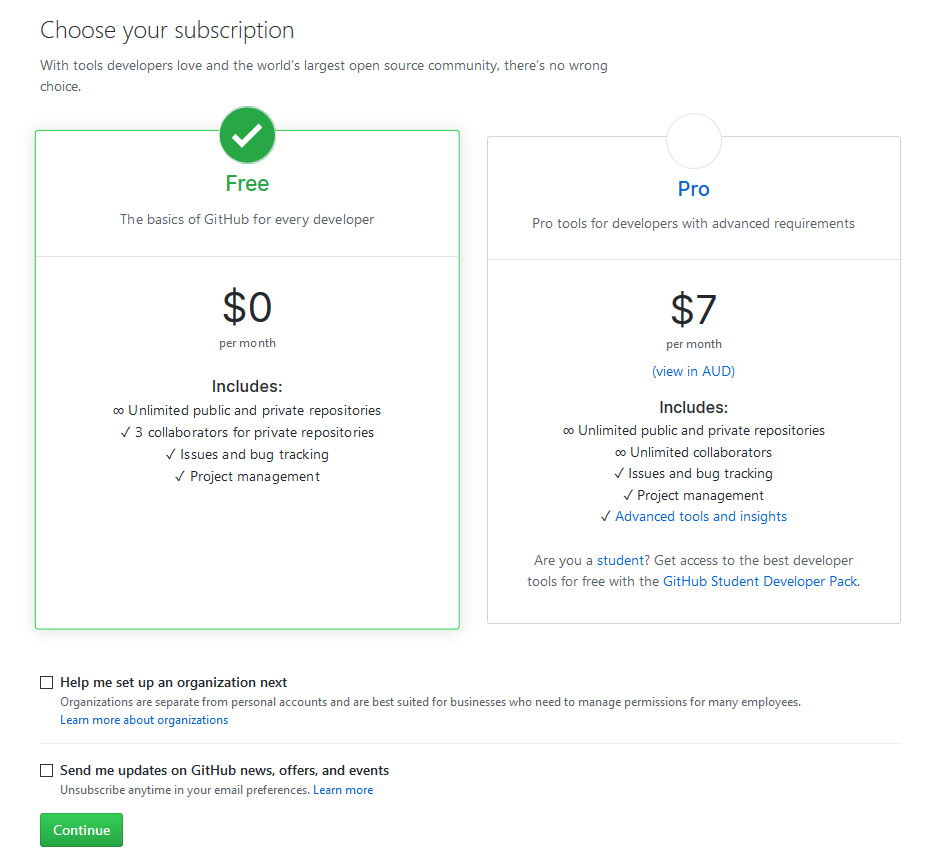 Choose your subscription
With tools developers love and the world's largest open source community, there's no wrong
choice.
Free
The basics of GitHub for every developer
$0
per month
Includes:
∞ Unlimited public and private repositories
✓ 3 collaborators for private repositories
✓ Issues and bug tracking
✓ Project management
Pro
Pro tools for developers with advanced requirements
$7
per month
(view in AUD)
Includes:
∞ Unlimited public and private repositories
∞ Unlimited collaborators
✓ Issues and bug tracking
✓ Project management
✓ Advanced tools and insights
Are you a student? Get access to the best developer
tools for free with the GitHub Student Developer Pack.
Help me set up an organization next
Organizations are separate from personal accounts and are best suited for businesses who need to manage permissions for many employees.
Learn more about organizations
Send me updates on GitHub news, offers, and events
Unsubscribe anytime in your email preferences. Learn more
Continue